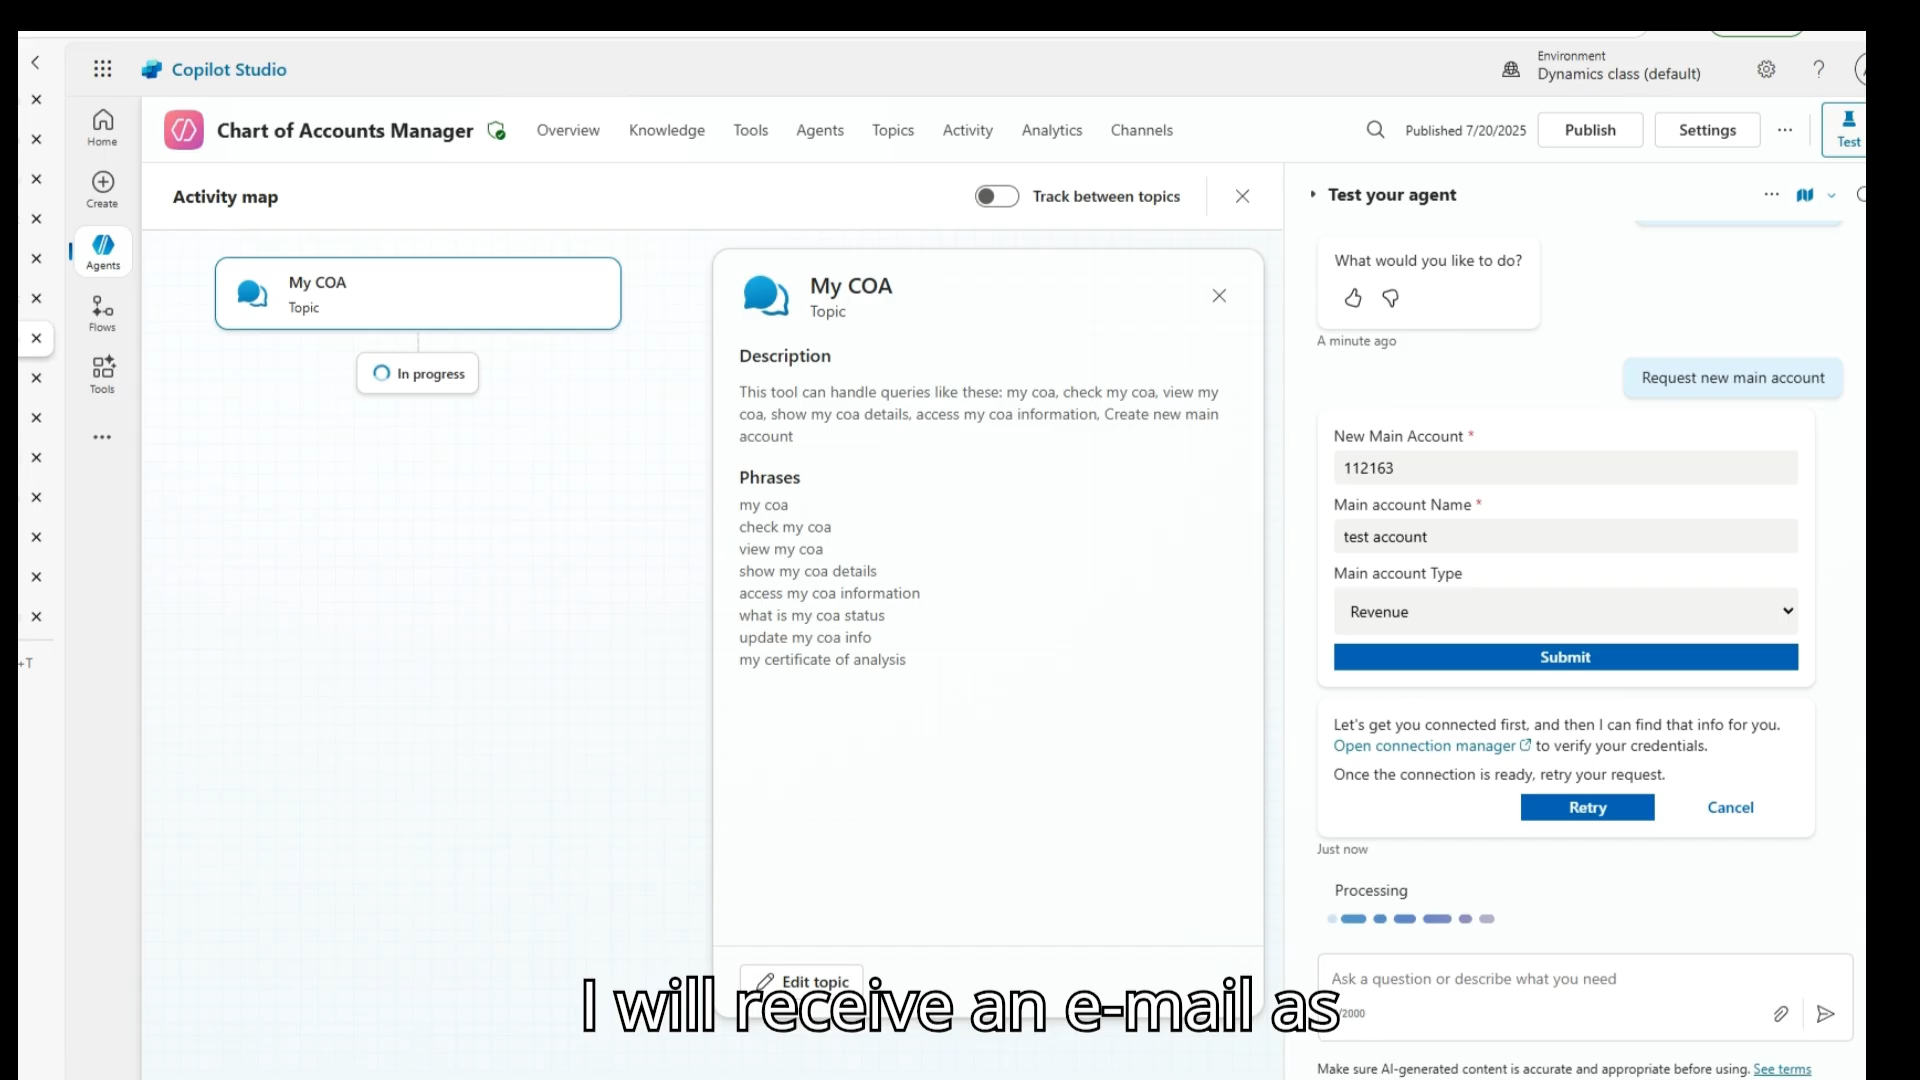 Copilot Studio
Environment
Dynamics class (default)
Home
Create
Agents
Flows
Tools
+T
Chart of Accounts Manager
Overview
Knowledge
Tools
Agents
Topics
Activity
Analytics
Channels
Published 7/20/2025
Publish
Settings
Test
Activity map
Track between topics
My COA
Topic
In progress
My COA
Topic
Description
This tool can handle queries like these: my coa, check my coa, view my
coa, show my coa details, access my coa information, Create new main
account
Phrases
my coa
check my coa
view my coa
show my coa details
access my coa information
what is my coa status
update my coa info
my certificate of analysis
Edit topic
Test your agent
What would you like to do?
A minute ago
Request new main account
New Main Account *
112163
Main account Name *
test account
Main account Type
Revenue
Submit
Let's get you connected first, and then I can find that info for you.
Open connection manager to verify your credentials.
Once the connection is ready, retry your request.
Retry
Cancel
Just now
Processing
Ask a question or describe what you need
/2000
Make sure AI-generated content is accurate and appropriate before using. See terms
I will receive an e-mail as